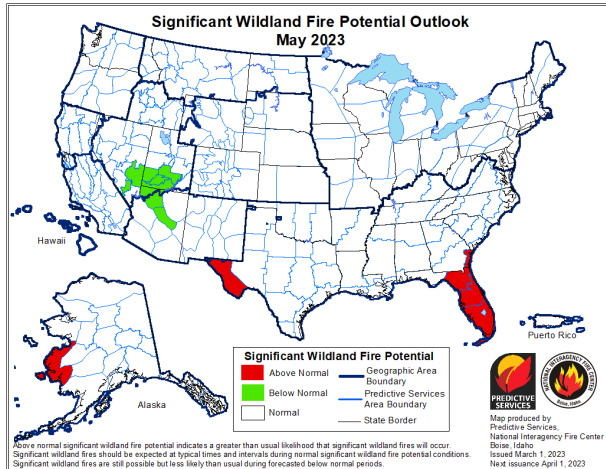 Significant Wildland Fire Potential Outlook
May 2023
Hawaii
Alaska
Puerto Rico
Significant Wildland Fire Potential
Above Normal
Below Normal
Normal
Geographic Area
Boundary
Predictive Services
Area Boundary
State Border
PREDICTIVE
SERVICES
NATIONAL INTERAGENCY FIRE CENTER
Boise, Idaho
Map produced by
Predictive Services,
National Interagency Fire Center
Boise, Idaho
Issued March 1, 2023
Next issuance April 1, 2023
Above normal significant wildland fire potential indicates a greater than usual likelihood that significant wildland fires will occur.
Significant wildland fires should be expected at typical times and intervals during normal significant wildland fire potential conditions.
Significant wildland fires are still possible but less likely than usual during forecasted below normal periods.